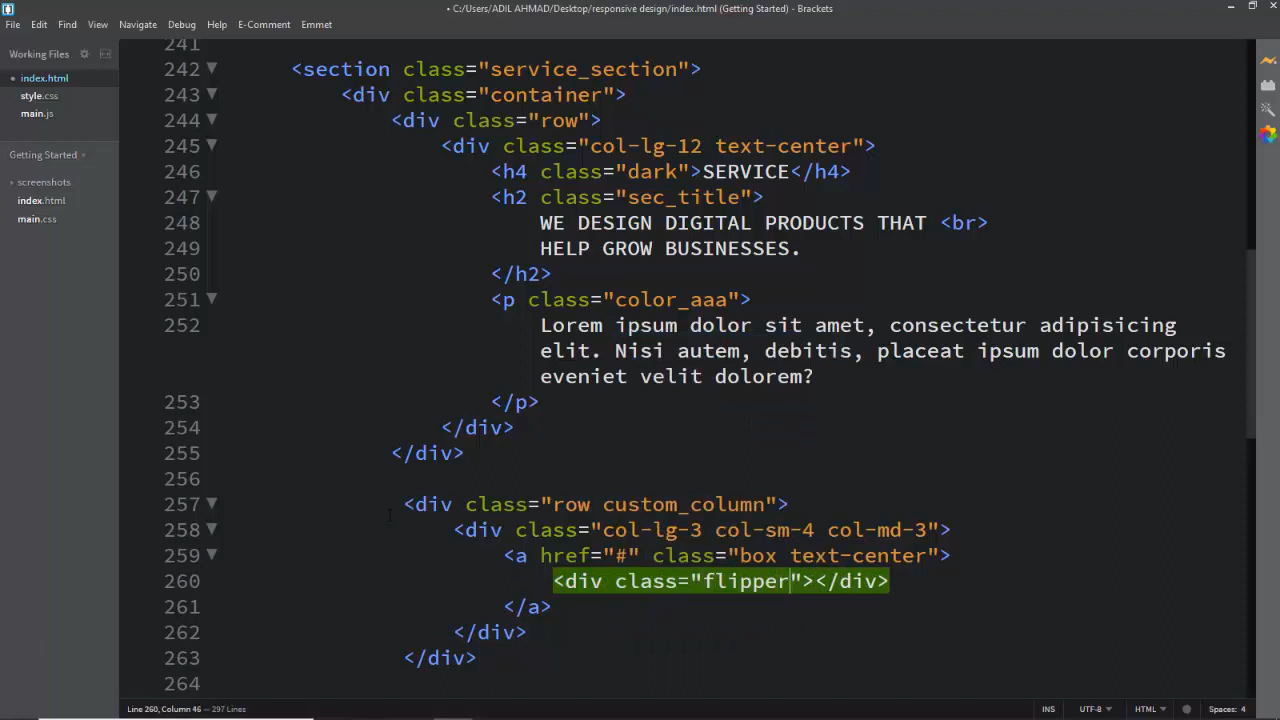 • C:/Users/ADIL AHMAD/Desktop/responsive design/index.html (Getting Started) - Brackets
File Edit Find View Navigate Debug Help E-Commerce Emmet
Working Files
• index.html
style.css
main.js
Getting Started
screenshots
index.html
main.css
241
242 <section class="service_section">
243 <div class="container">
244 <div class="row">
245 <div class="col-lg-12 text-center">
246 <h4 class="dark">SERVICE</h4>
247 <h2 class="sec_title">
248 WE DESIGN DIGITAL PRODUCTS THAT <br>
249 HELP GROW BUSINESSES.
250 </h2>
251 <p class="color_aaa">
252 Lorem ipsum dolor sit amet, consectetur adipisicing
elit. Nisi autem, debitis, placeat ipsum dolor corporis
eveniet velit dolorem?
253 </p>
254 </div>
255 </div>
256
257 <div class="row custom_column">
258 <div class="col-lg-3 col-sm-4 col-md-3">
259 <a href="#" class="box text-center">
260 <div class="flipper"></div>
261 </a>
262 </div>
263 </div>
264
Line 260, Column 46 — 297 Lines
INS UTF-8 HTML Spaces: 4